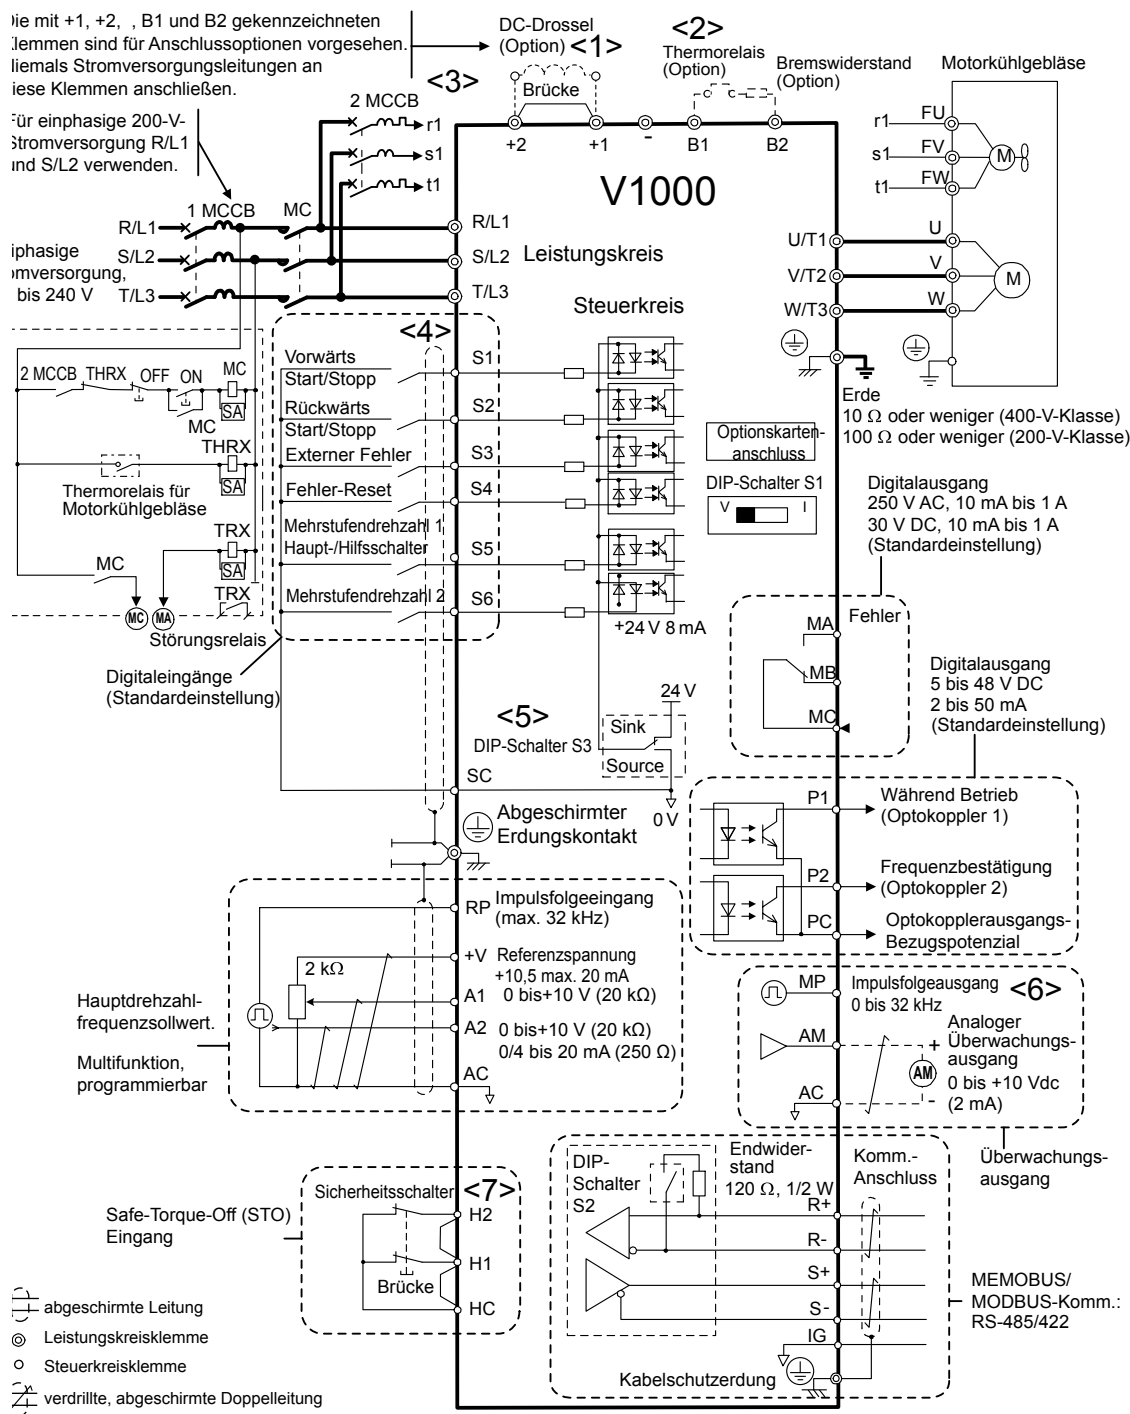 Die mit +1, +2, , B1 und B2 gekennzeichneten
Klemmen sind für Anschlussoptionen vorgesehen.
Niemals Stromversorgungsleitungen an
diese Klemmen anschließen.
DC-Drossel
(Option) <1>
<2>
Thermorelais
(Option)
Bremswiderstand
(Option)
Motorkühlgebläse
<3>
Brücke
2 MCCB
r1
s1
t1
+2
+1
-
B1
B2
r1
FU
s1
FV
t1
FW
M
Für einphasige 200-V-
Stromversorgung R/L1
und S/L2 verwenden.
V1000
1 MCCB
MC
R/L1
R/L1
iphasige
omversorgung,
bis 240 V
S/L2
S/L2
T/L3
T/L3
Leistungskreis
Steuerkreis
U/T1
U
V/T2
V
W/T3
W
M
Erde
10 Ω oder weniger (400-V-Klasse)
100 Ω oder weniger (200-V-Klasse)
<4>
Vorwärts
Start/Stopp
S1
Rückwärts
Start/Stopp
S2
Externer Fehler
S3
Fehler-Reset
S4
Mehrstufendrehzahl 1
Haupt-/Hilfsschalter
S5
Mehrstufendrehzahl 2
S6
2 MCCB
THRX
OFF
ON
MC
SA
MC
THRX
SA
Thermorelais für
Motorkühlgebläse
TRX
SA
MC
TRX
MC
MA
Störungsrelais
Digitaleingänge
(Standardeinstellung)
Optionskarten-
anschluss
DIP-Schalter S1
V
I
+24 V 8 mA
Digitalausgang
250 V AC, 10 mA bis 1 A
30 V DC, 10 mA bis 1 A
(Standardeinstellung)
MA
Fehler
MB
MC
Digitalausgang
5 bis 48 V DC
2 bis 50 mA
(Standardeinstellung)
<5>
DIP-Schalter S3
24 V
Sink
Source
SC
0 V
Abgeschirmter
Erdungskontakt
P1
Während Betrieb
(Optokoppler 1)
P2
Frequenzbestätigung
(Optokoppler 2)
PC
Optokopplerausgangs-
Bezugspotenzial
RP
Impulsfolgeeingang
(max. 32 kHz)
2 kΩ
+V
Referenzspannung
+10,5 max. 20 mA
A1
0 bis+10 V (20 kΩ)
A2
0 bis+10 V (20 kΩ)
0/4 bis 20 mA (250 Ω)
AC
Hauptdrehzahl-
frequenzsollwert.
Multifunktion,
programmierbar
MP
Impulsfolgeausgang
0 bis 32 kHz
<6>
AM
+
Analoger
Überwachungs-
ausgang
AM
0 bis +10 Vdc
(2 mA)
AC
-
Überwachungs-
ausgang
Safe-Torque-Off (STO)
Eingang
Sicherheitsschalter
<7>
H2
H1
Brücke
HC
DIP-
Schalter
S2
Endwider-
stand
120 Ω, 1/2 W
Komm.-
Anschluss
R+
R-
S+
S-
IG
Kabelschutzerdung
MEMOBUS/
MODBUS-Komm.:
RS-485/422
abgeschirmte Leitung
Leistungskreisklemme
Steuerkreisklemme
verdrillte, abgeschirmte Doppelleitung